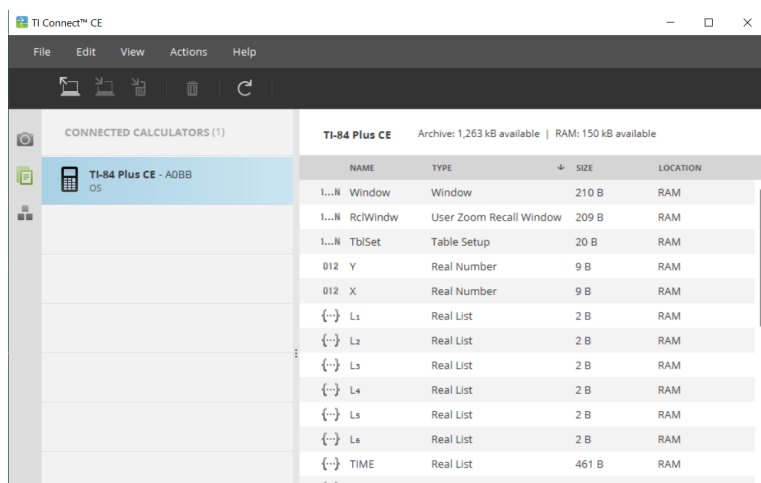 TI Connect™ CE
File Edit View Actions Help
CONNECTED CALCULATORS (1)
TI-84 Plus CE - A0BB
OS
TI-84 Plus CE Archive: 1,263 kB available | RAM: 150 kB available
NAME TYPE SIZE LOCATION
1...N Window Window 210 B RAM
1...N RclWindw User Zoom Recall Window 209 B RAM
1...N TblSet Table Setup 20 B RAM
012 Y Real Number 9 B RAM
012 X Real Number 9 B RAM
{...} L₁ Real List 2 B RAM
{...} L₂ Real List 2 B RAM
{...} L₃ Real List 2 B RAM
{...} L₄ Real List 2 B RAM
{...} L₅ Real List 2 B RAM
{...} L₆ Real List 2 B RAM
{...} TIME Real List 461 B RAM